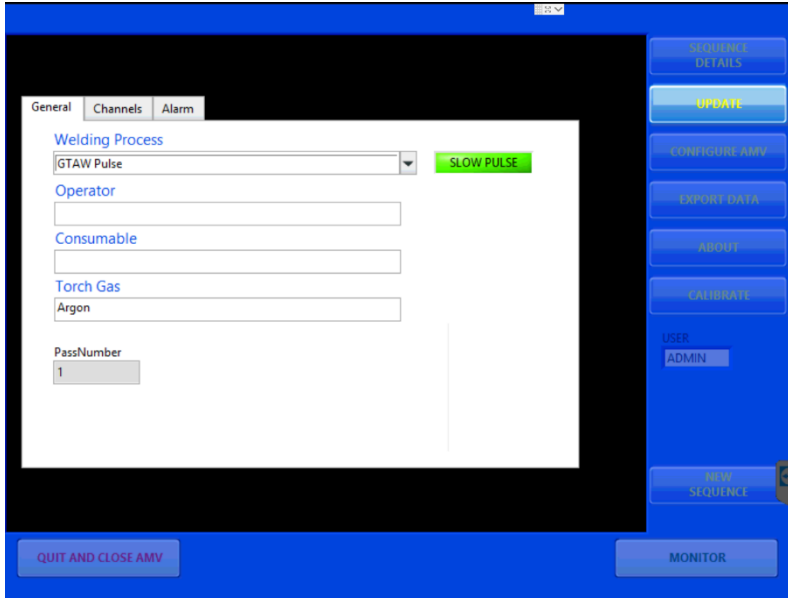 SEQUENCE
DETAILS
General
Channels
Alarm
UPDATE
Welding Process
GTAW Pulse
SLOW PULSE
CONFIGURE AMV
Operator
EXPORT DATA
Consumable
ABOUT
Torch Gas
Argon
CALIBRATE
PassNumber
1
USER
ADMIN
NEW
SEQUENCE
QUIT AND CLOSE AMV
MONITOR